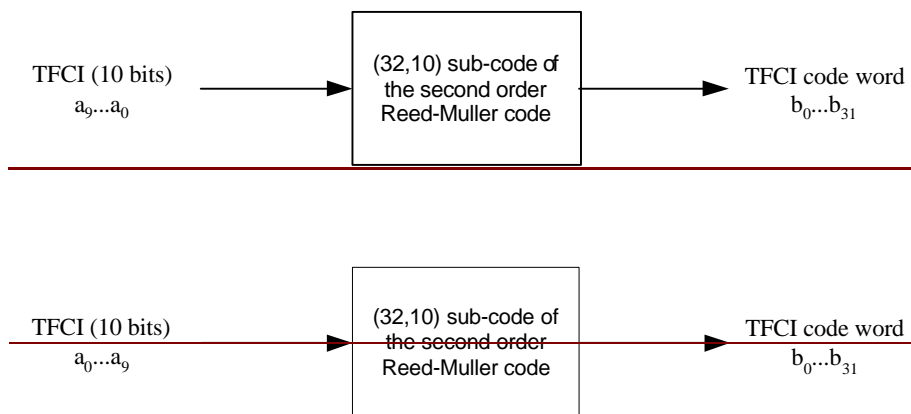 TFCI (10 bits)
a9...a0
(32,10) sub-code of
the second order
Reed-Muller code
TFCI code word
b0...b31
TFCI (10 bits)
a0...a9
(32,10) sub-code of
the second order
Reed-Muller code
TFCI code word
b0...b31